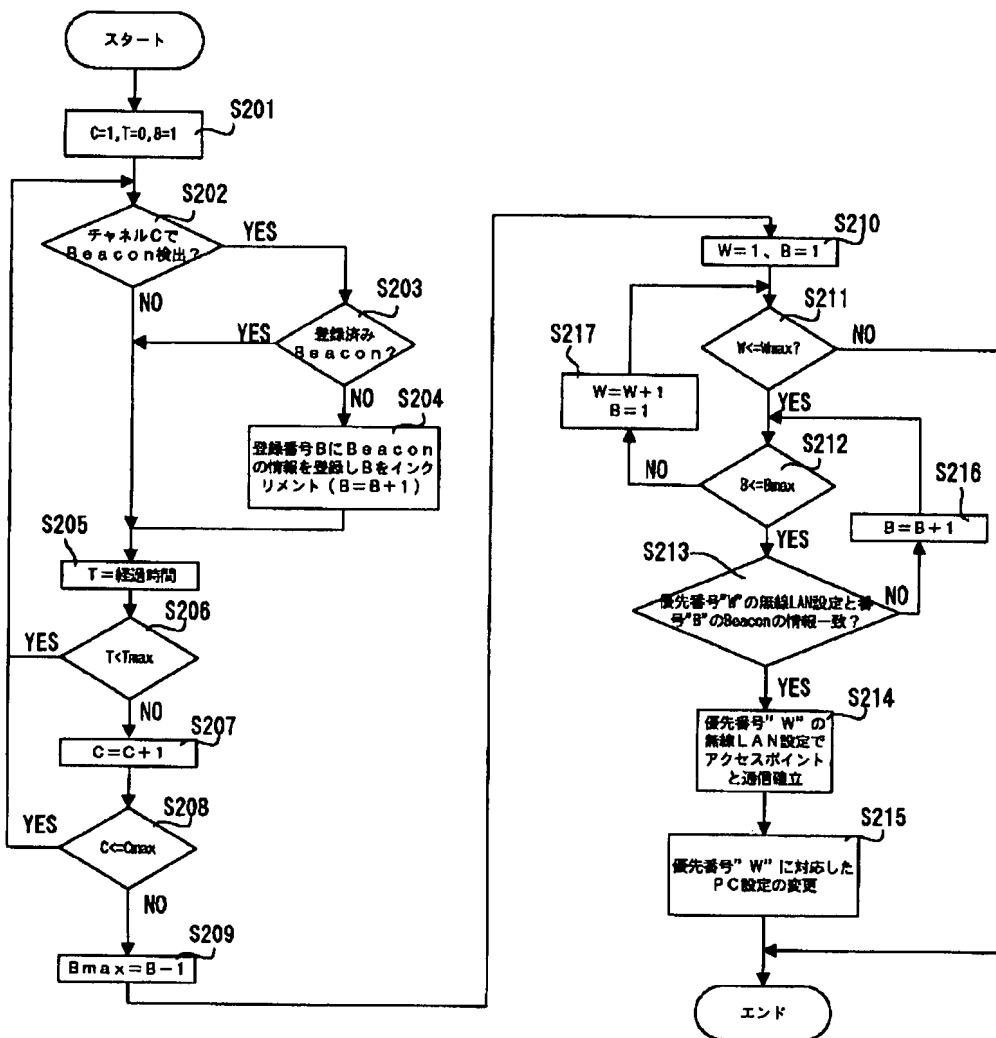 スタート
S201
C=1,T=0,B=1
S202
チャネルCで
Beacon検出?
YES
NO
S203
登録済み
Beacon?
YES
NO
S204
登録番号BにBeacon
の情報を登録しBをインク
リメント(B=B+1)
S205
T=経過時間
S206
T<Tmax
YES
NO
S207
C=C+1
S208
C<=Cmax
YES
NO
S209
Bmax=B-1
S210
W=1、B=1
S211
W<=Wmax?
NO
YES
S217
W=W+1
B=1
S212
B<=Bmax
NO
YES
S216
B=B+1
S213
優先番号"W"の無線LAN設定と番
号"B"のBeaconの情報一致?
NO
YES
S214
優先番号"W"の
無線LAN設定で
アクセスポイント
と通信確立
S215
優先番号"W"に対応した
PC設定の変更
エンド